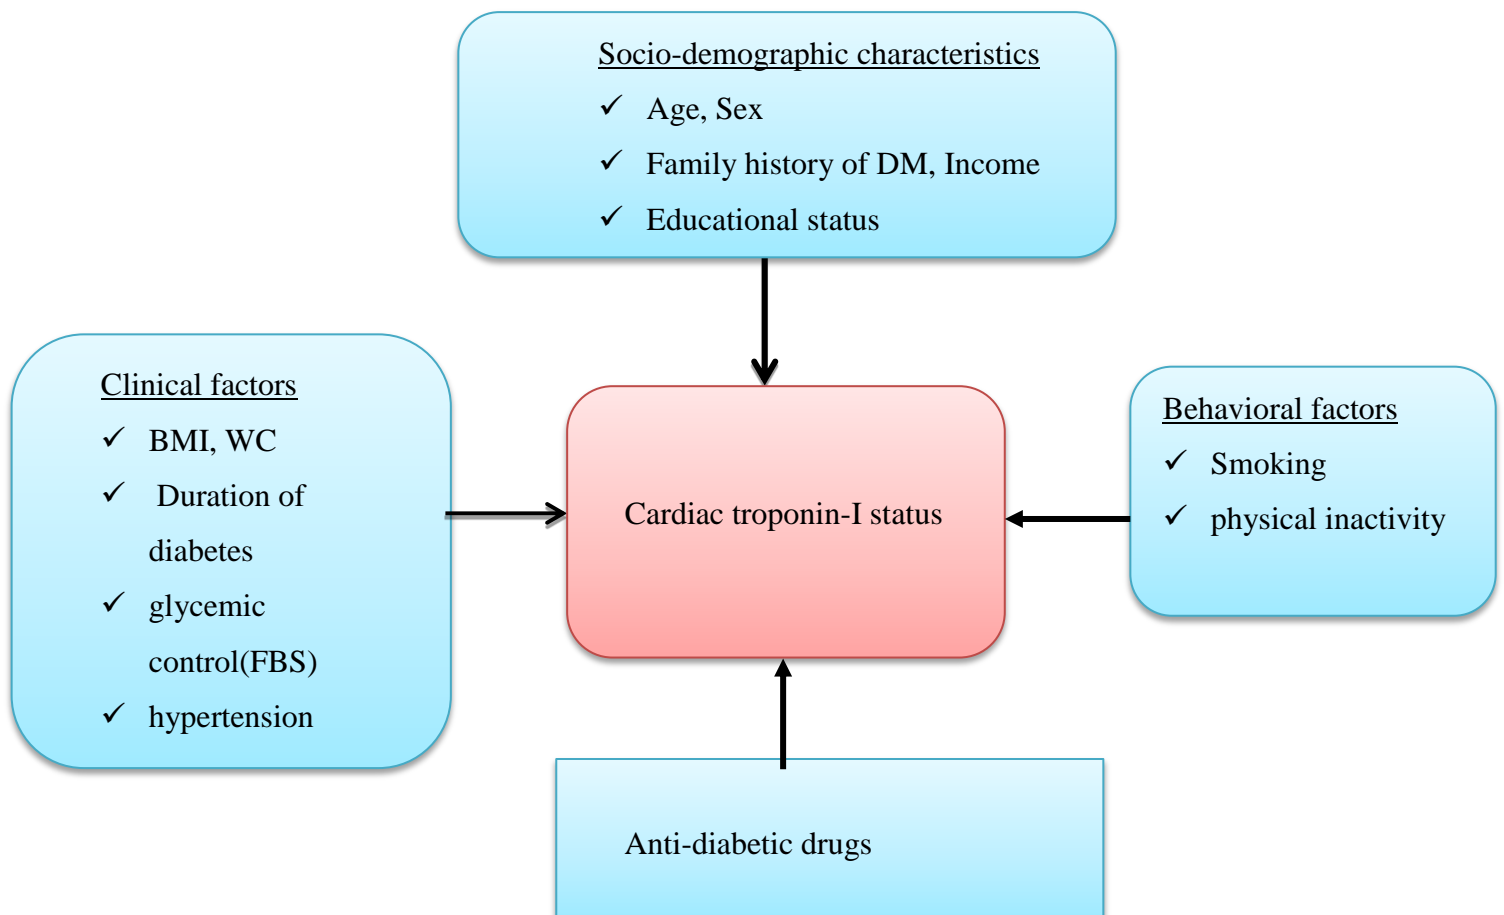 Socio-demographic characteristics
✓ Age, Sex
✓ Family history of DM, Income
✓ Educational status
Clinical factors
✓ BMI, WC
✓ Duration of
diabetes
✓ glycemic
control(FBS)
✓ hypertension
Cardiac troponin-I status
Behavioral factors
✓ Smoking
✓ physical inactivity
Anti-diabetic drugs